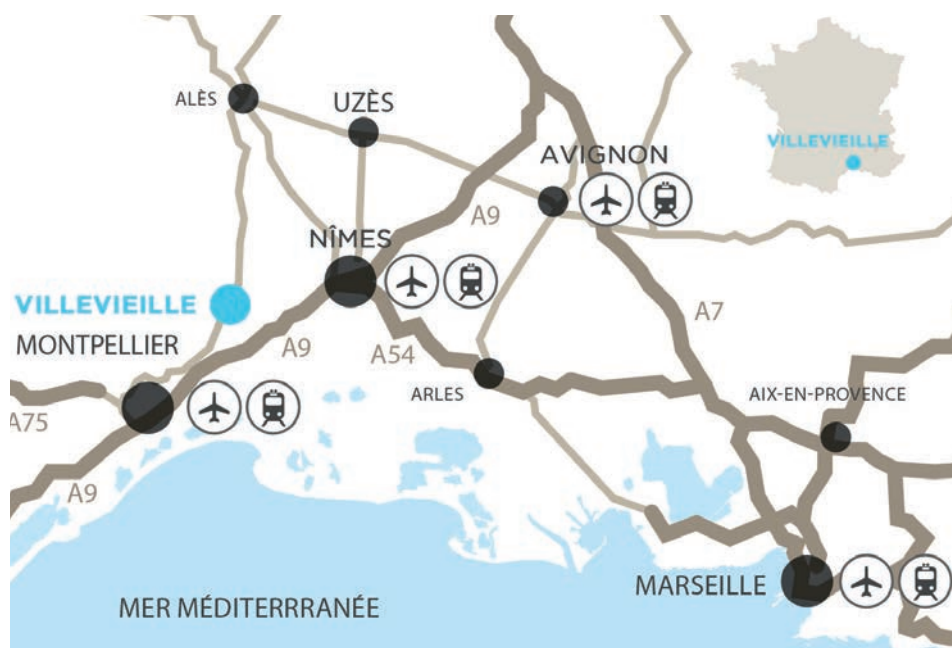 ALÈS
UZÈS
VILLEVIEILLE
AVIGNON
A9
NÎMES
VILLEVIEILLE
MONTPELLIER
A9
A54
A7
ARLES
AIX-EN-PROVENCE
A75
A9
MARSEILLE
MER MÉDITERRRANÉE